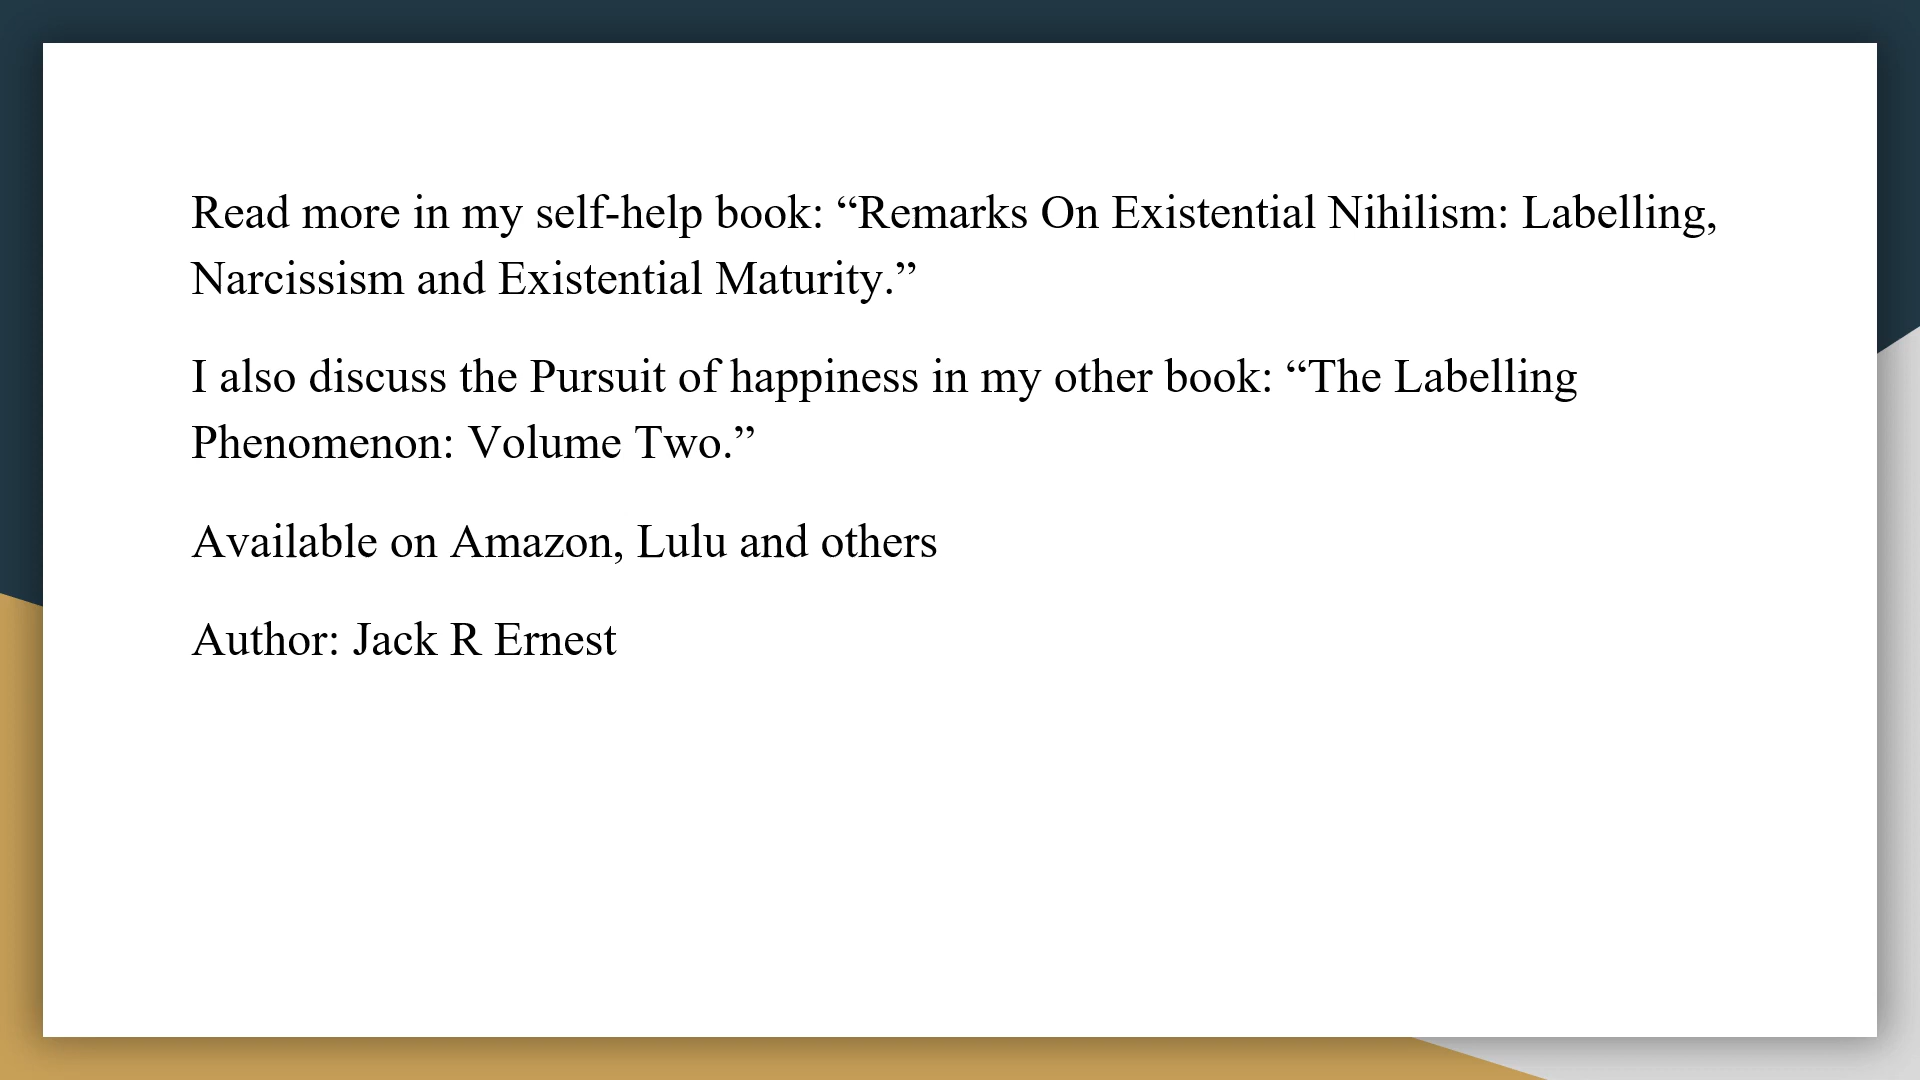 Read more in my self-help book: “Remarks On Existential Nihilism: Labelling,
Narcissism and Existential Maturity.”
I also discuss the Pursuit of happiness in my other book: “The Labelling
Phenomenon: Volume Two.”
Available on Amazon, Lulu and others
Author: Jack R Ernest